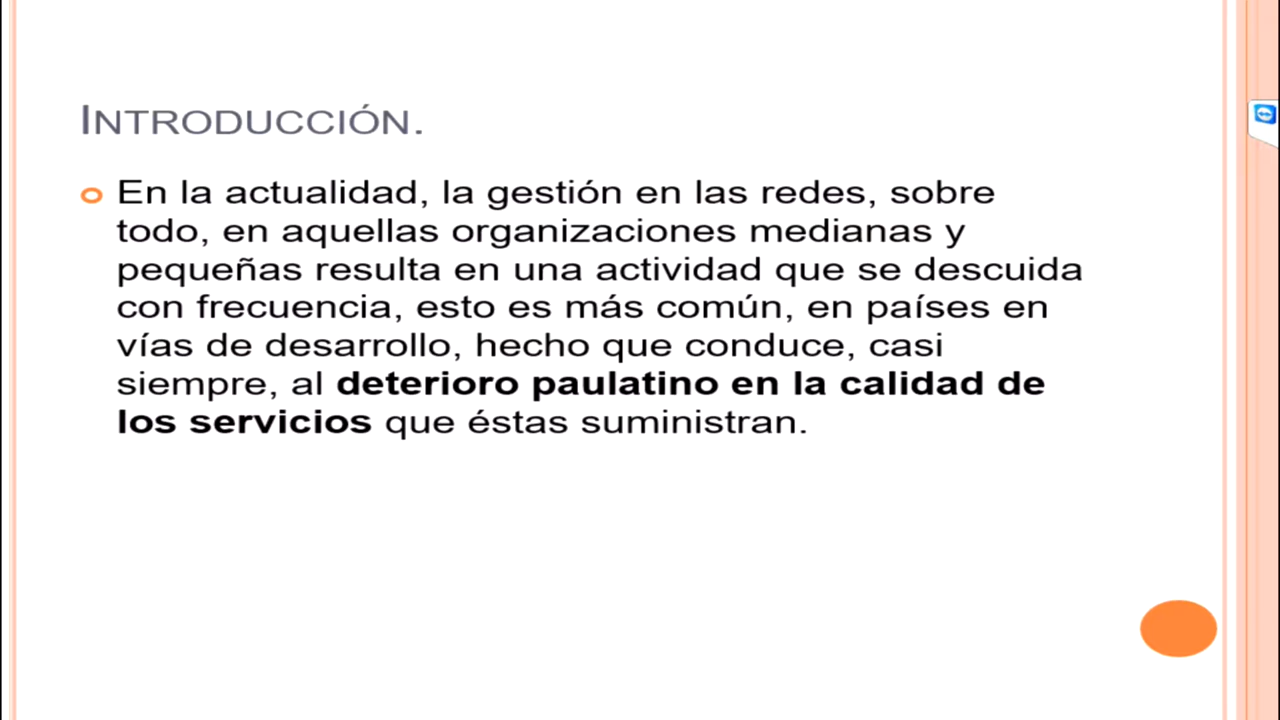 INTRODUCCIÓN.
En la actualidad, la gestión en las redes, sobre
todo, en aquellas organizaciones medianas y
pequeñas resulta en una actividad que se descuida
con frecuencia, esto es más común, en países en
vías de desarrollo, hecho que conduce, casi
siempre, al deterioro paulatino en la calidad de
los servicios que éstas suministran.